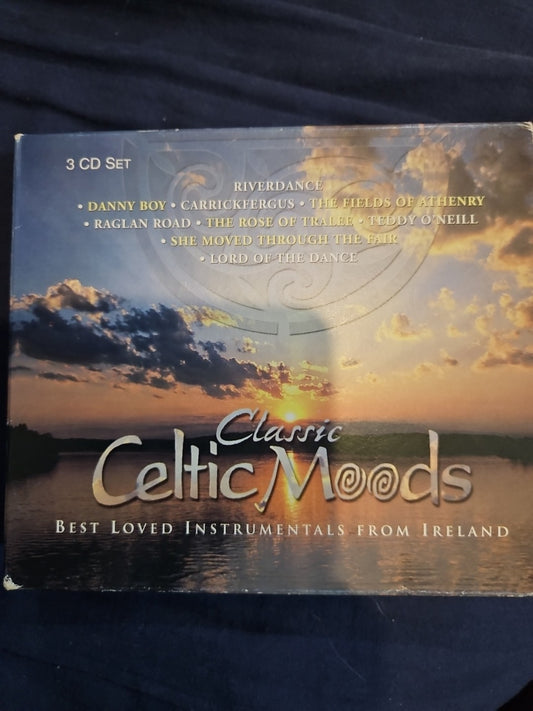 3 CD SET
RIVERDANCE
• DANNY BOY • CARRICKFERGUS • THE FIELDS OF ATHENRY
• RAGLAN ROAD • THE ROSE OF TRALEE • TEDDY O'NEILL
• SHE MOVED THROUGH THE FAIR
• LORD OF THE DANCE
Classic
Celtic Moods
BEST LOVED INSTRUMENTALS FROM IRELAND